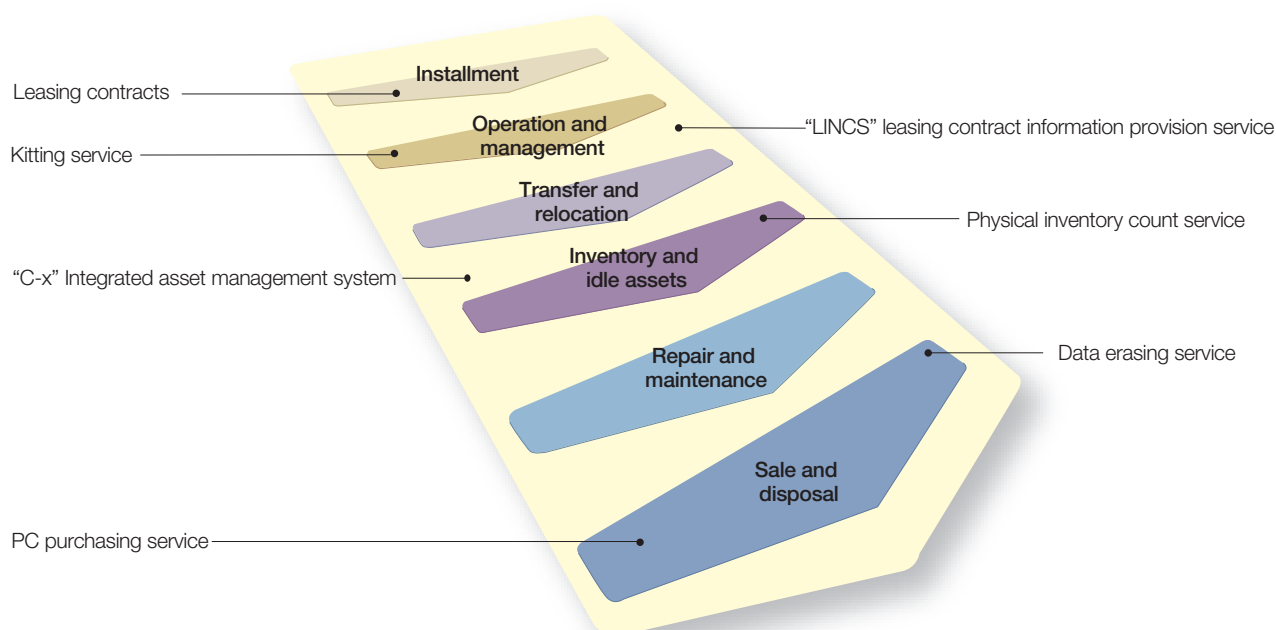 Installment
Leasing contracts
Operation and
management
“LINCS” leasing contract information provision service
Kitting service
Transfer and
relocation
Physical inventory count service
Inventory and
idle assets
“C-x” Integrated asset management system
Repair and
maintenance
Data erasing service
Sale and
disposal
PC purchasing service